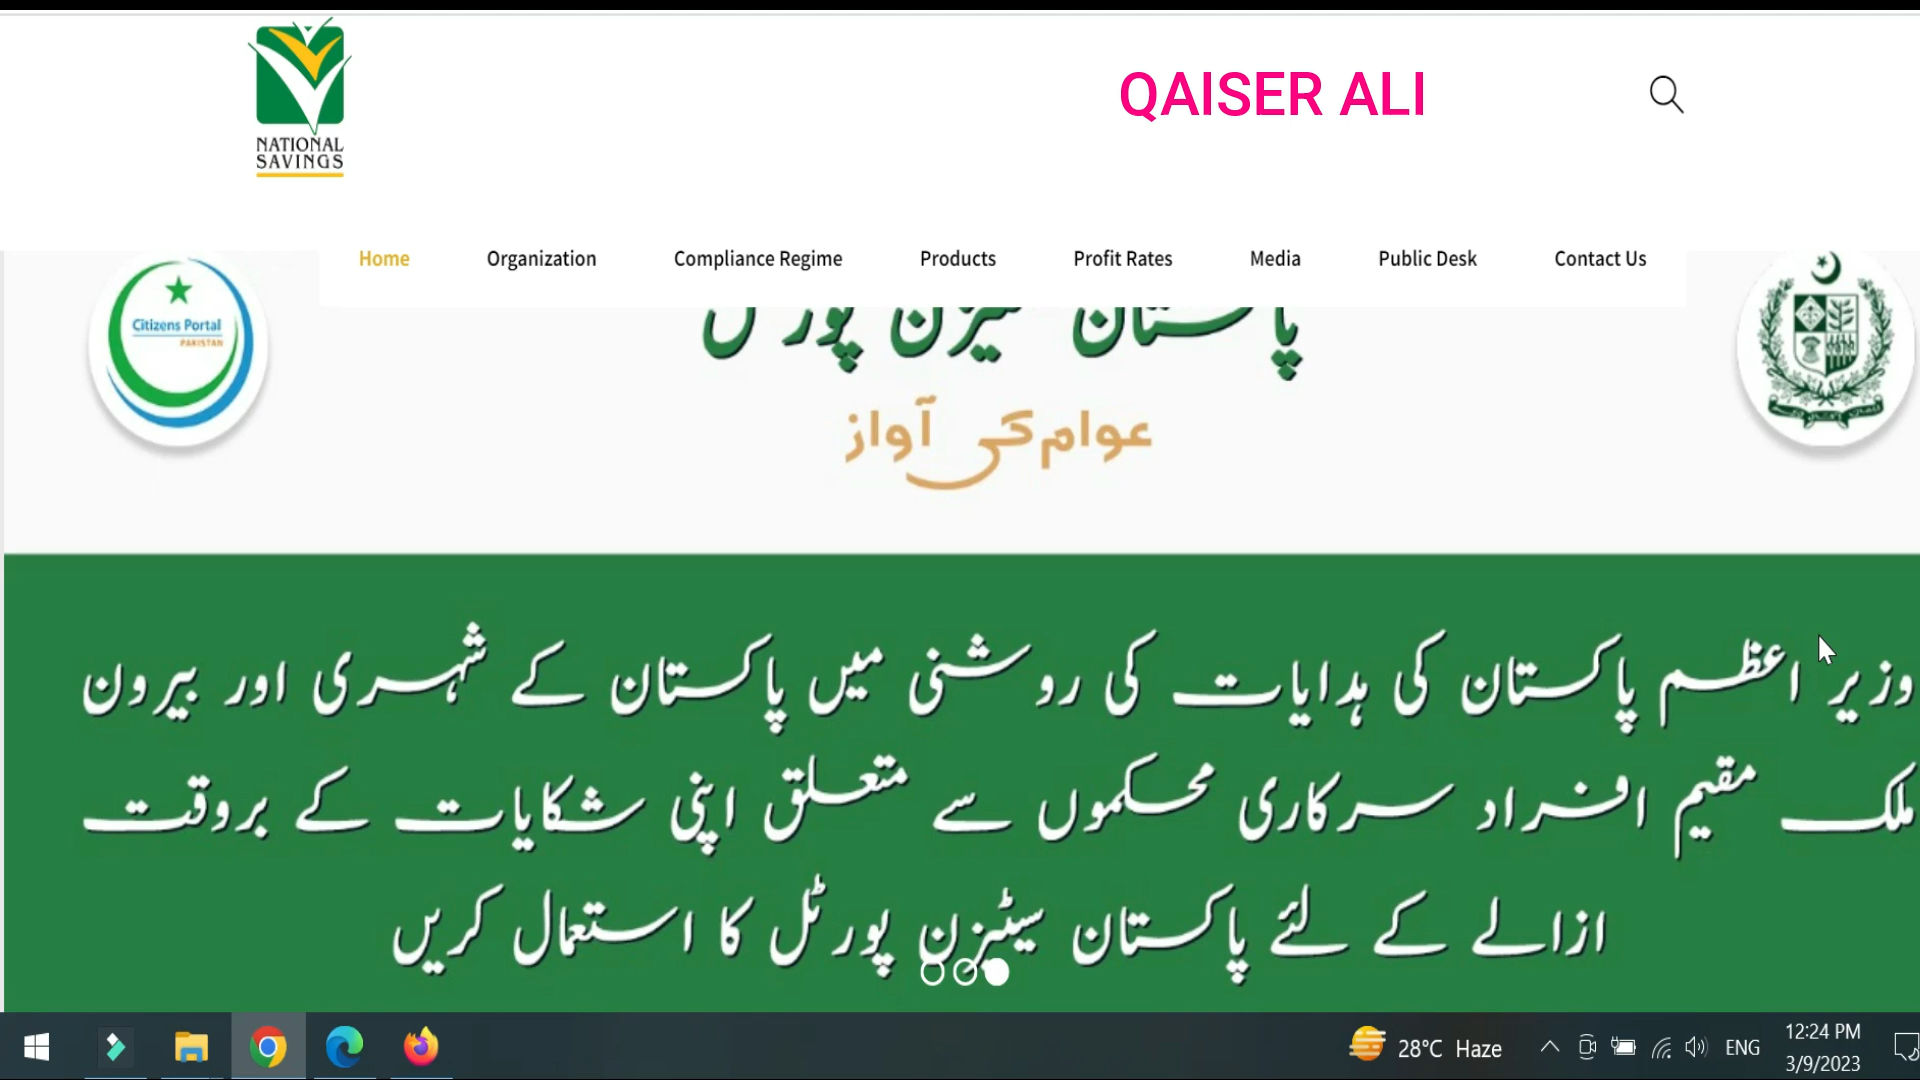 NATIONAL
SAVINGS
QAISER ALI
Home Organization Compliance Regime Products Profit Rates Media Public Desk Contact Us
Citizens Portal
PAKISTAN
پاکستان سیٹیزن پورٹل
عوام کی آواز
وزیر اعظم پاکستان کی ہدایات کی روشنی میں پاکستان کے شہری اور بیرون
ملک مقیم افراد سرکاری محکموں سے متعلق اپنی شکایات کے بروقت
ازالے کے لئے پاکستان سیٹیزن پورٹل کا استعمال کریں
28°C Haze
ENG
12:24 PM
3/9/2023